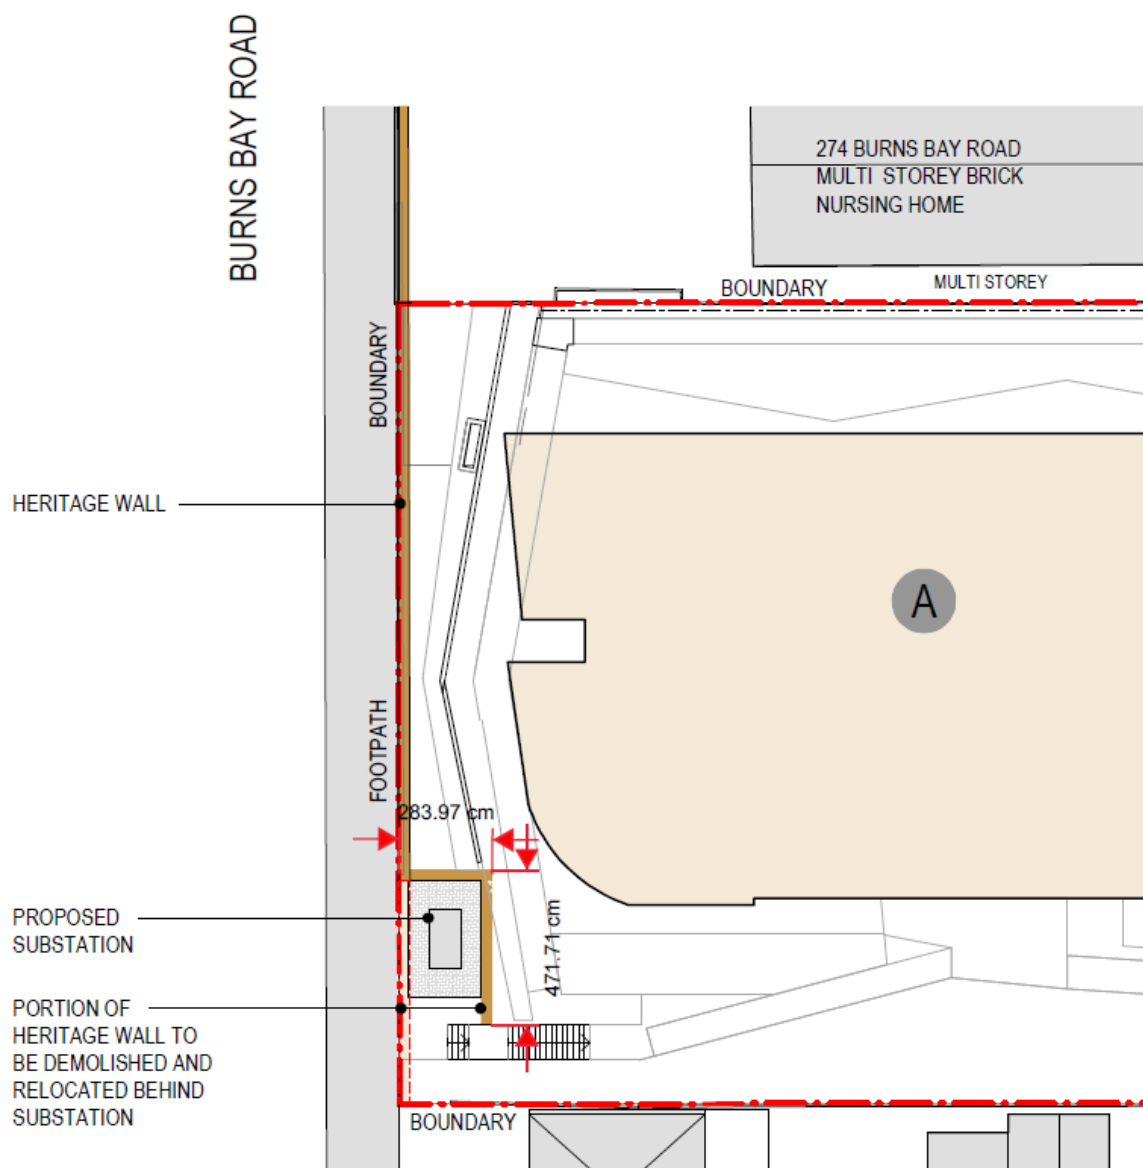 BURNS BAY ROAD
274 BURNS BAY ROAD
MULTI STOREY BRICK
NURSING HOME
BOUNDARY
MULTI STOREY
BOUNDARY
HERITAGE WALL
A
FOOTPATH
283.97 cm
471.71 cm
PROPOSED
SUBSTATION
PORTION OF
HERITAGE WALL TO
BE DEMOLISHED AND
RELOCATED BEHIND
SUBSTATION
BOUNDARY